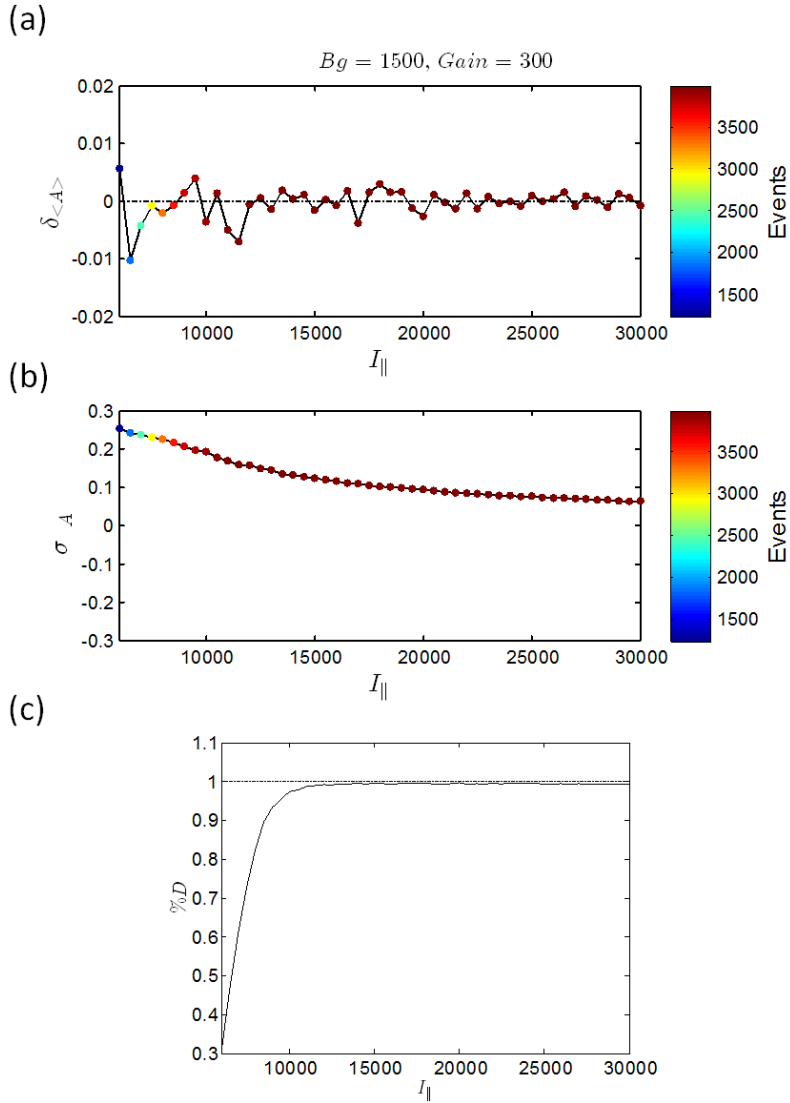 (a)
Bg = 1500, Gain = 300
0.02
0.01
0
-0.01
-0.02
δ<A>
10000 15000 20000 25000 30000
I∥
3500
3000
2500
2000
1500
Events
(b)
0.3
0.2
0.1
0
-0.1
-0.2
-0.3
σ A
10000 15000 20000 25000 30000
I∥
3500
3000
2500
2000
1500
Events
(c)
1.1
1
0.9
0.8
0.7
0.6
0.5
0.4
0.3
%D
10000 15000 20000 25000 30000
I∥